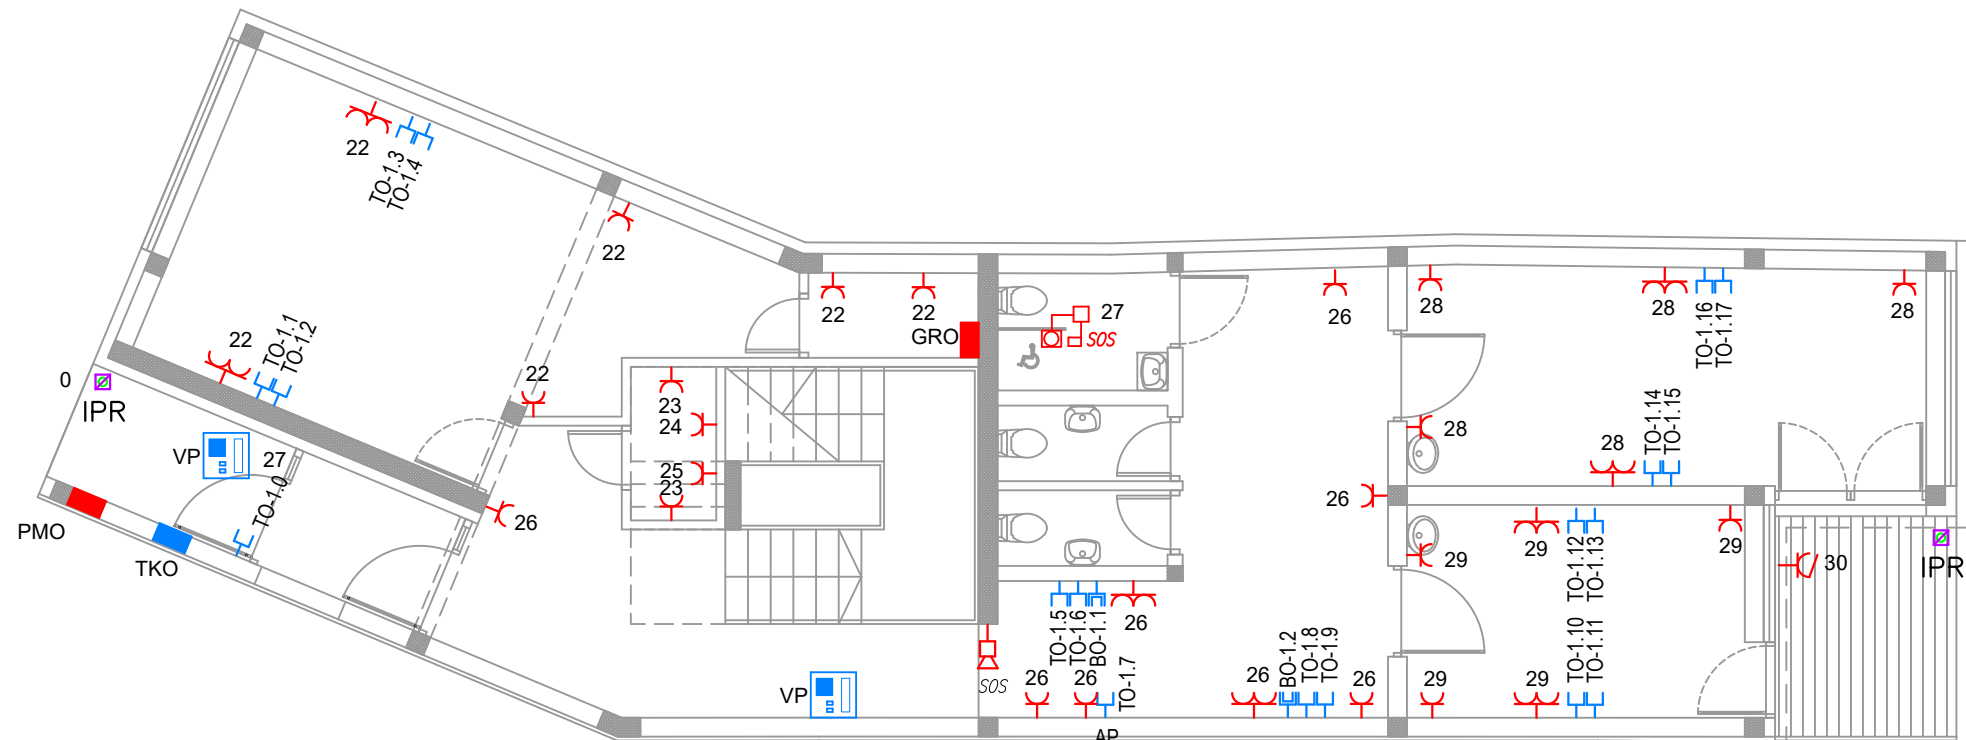 22
TO-1.3
TO-1.4
22
22
22
GRO
27
SOS
26
28
28
TO-1.16
TO-1.17
28
22
TO-1.1
TO-1.2
0
IPR
22
23
24
25
23
VP
27
TO-1.0
26
PMO
TKO
28
28
TO-1.14
TO-1.15
26
29
29
TO-1.12
TO-1.13
29
30
IPR
TO-1.5
TO-1.6
BO-1.1
26
TO-1.7
SOS
26
26
26
BO-1.2
TO-1.8
TO-1.9
26
29
29
TO-1.10
TO-1.11
VP
AP